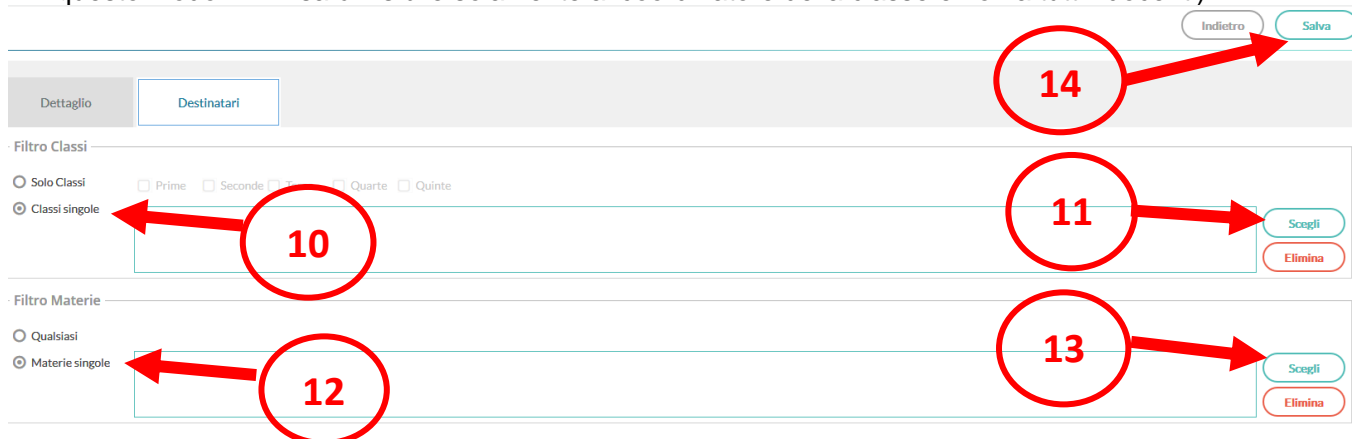 Indietro Salva
14
Dettaglio Destinatari
Filtro Classi
Solo Classi Prime Seconde Quarte Quinte
Classi singole
10
11
Scegli
Elimina
Filtro Materie
Qualsiasi
Materie singole
12
13
Scegli
Elimina